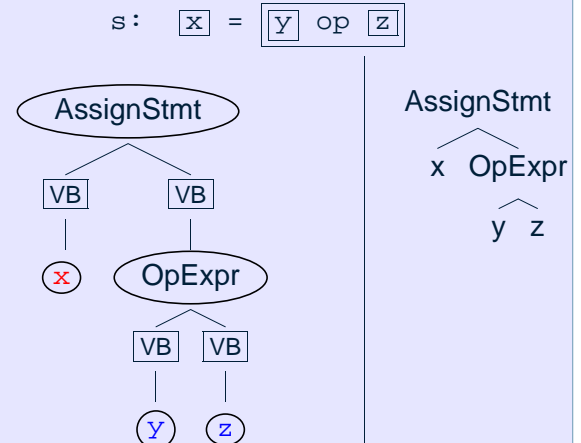 s: x = y op z
AssignStmt
VB VB
x OpExpr
VB VB
y z
AssignStmt
x OpExpr
y z